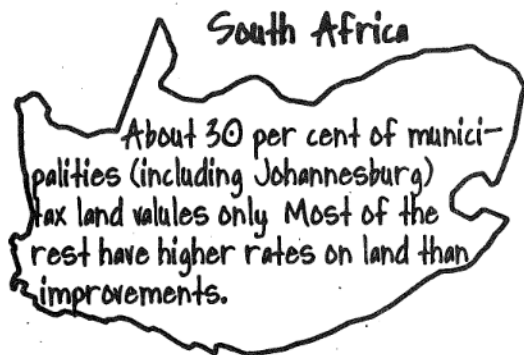 South Africa
About 30 per cent of munici-
palities (including Johannesburg)
tax land valules only Most of the
rest have higher rates on land than
improvements.